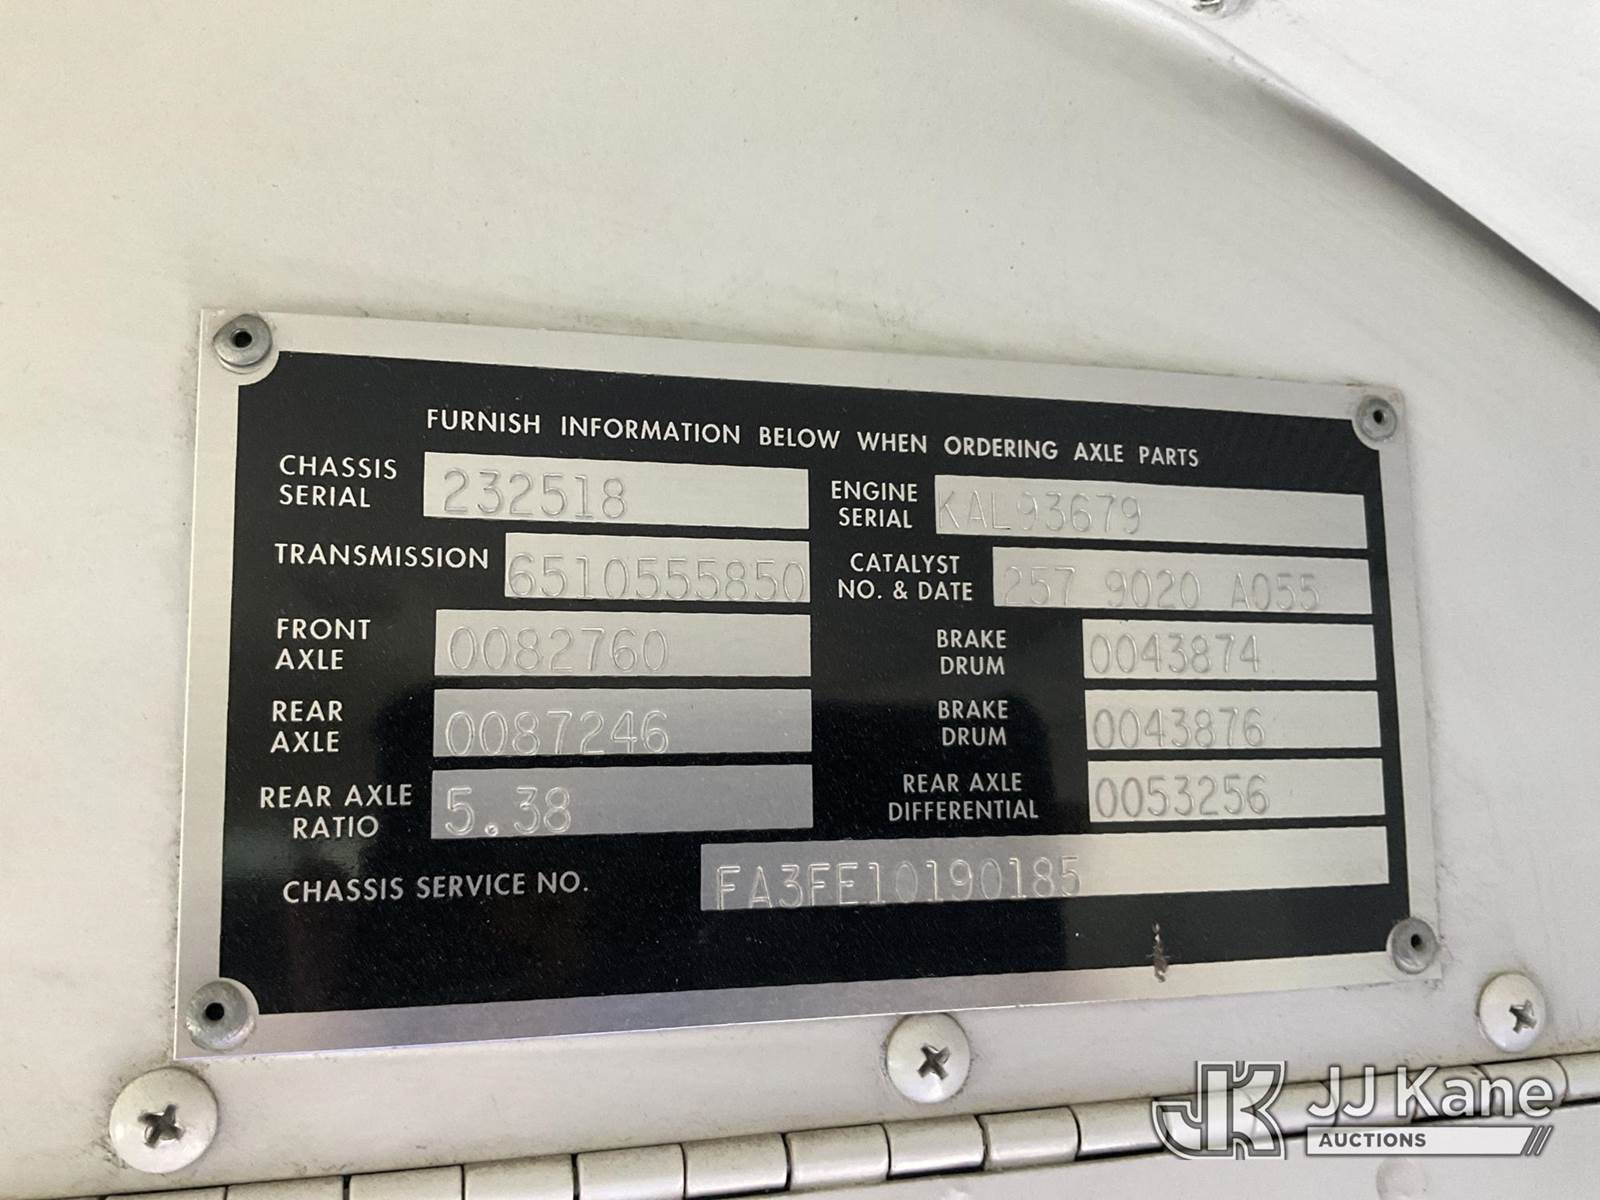 FURNISH INFORMATION BELOW WHEN ORDERING AXLE PARTS
CHASSIS SERIAL 232518
ENGINE SERIAL KAL93679
TRANSMISSION 6510555850
CATALYST NO. & DATE 257 9020 A055
FRONT AXLE 0082760
BRAKE DRUM 0043874
REAR AXLE 0087246
BRAKE DRUM 0043876
REAR AXLE RATIO 5.38
REAR AXLE DIFFERENTIAL 0053256
CHASSIS SERVICE NO. FA3FE10190185
JK JJ Kane
AUCTIONS